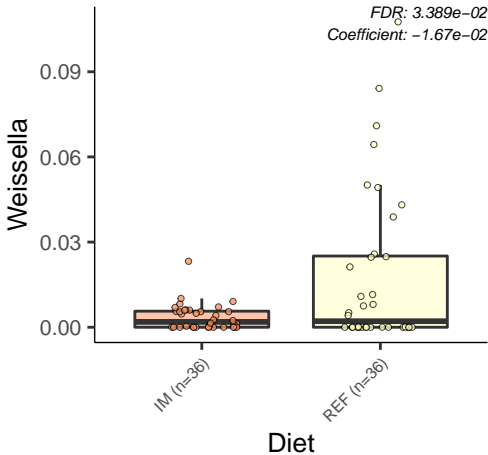 FDR: 3.389e−02
Coefficient: −1.67e−02
Weissella
0.09
0.06
0.03
0.00
IM (n=36)
REF (n=36)
Diet